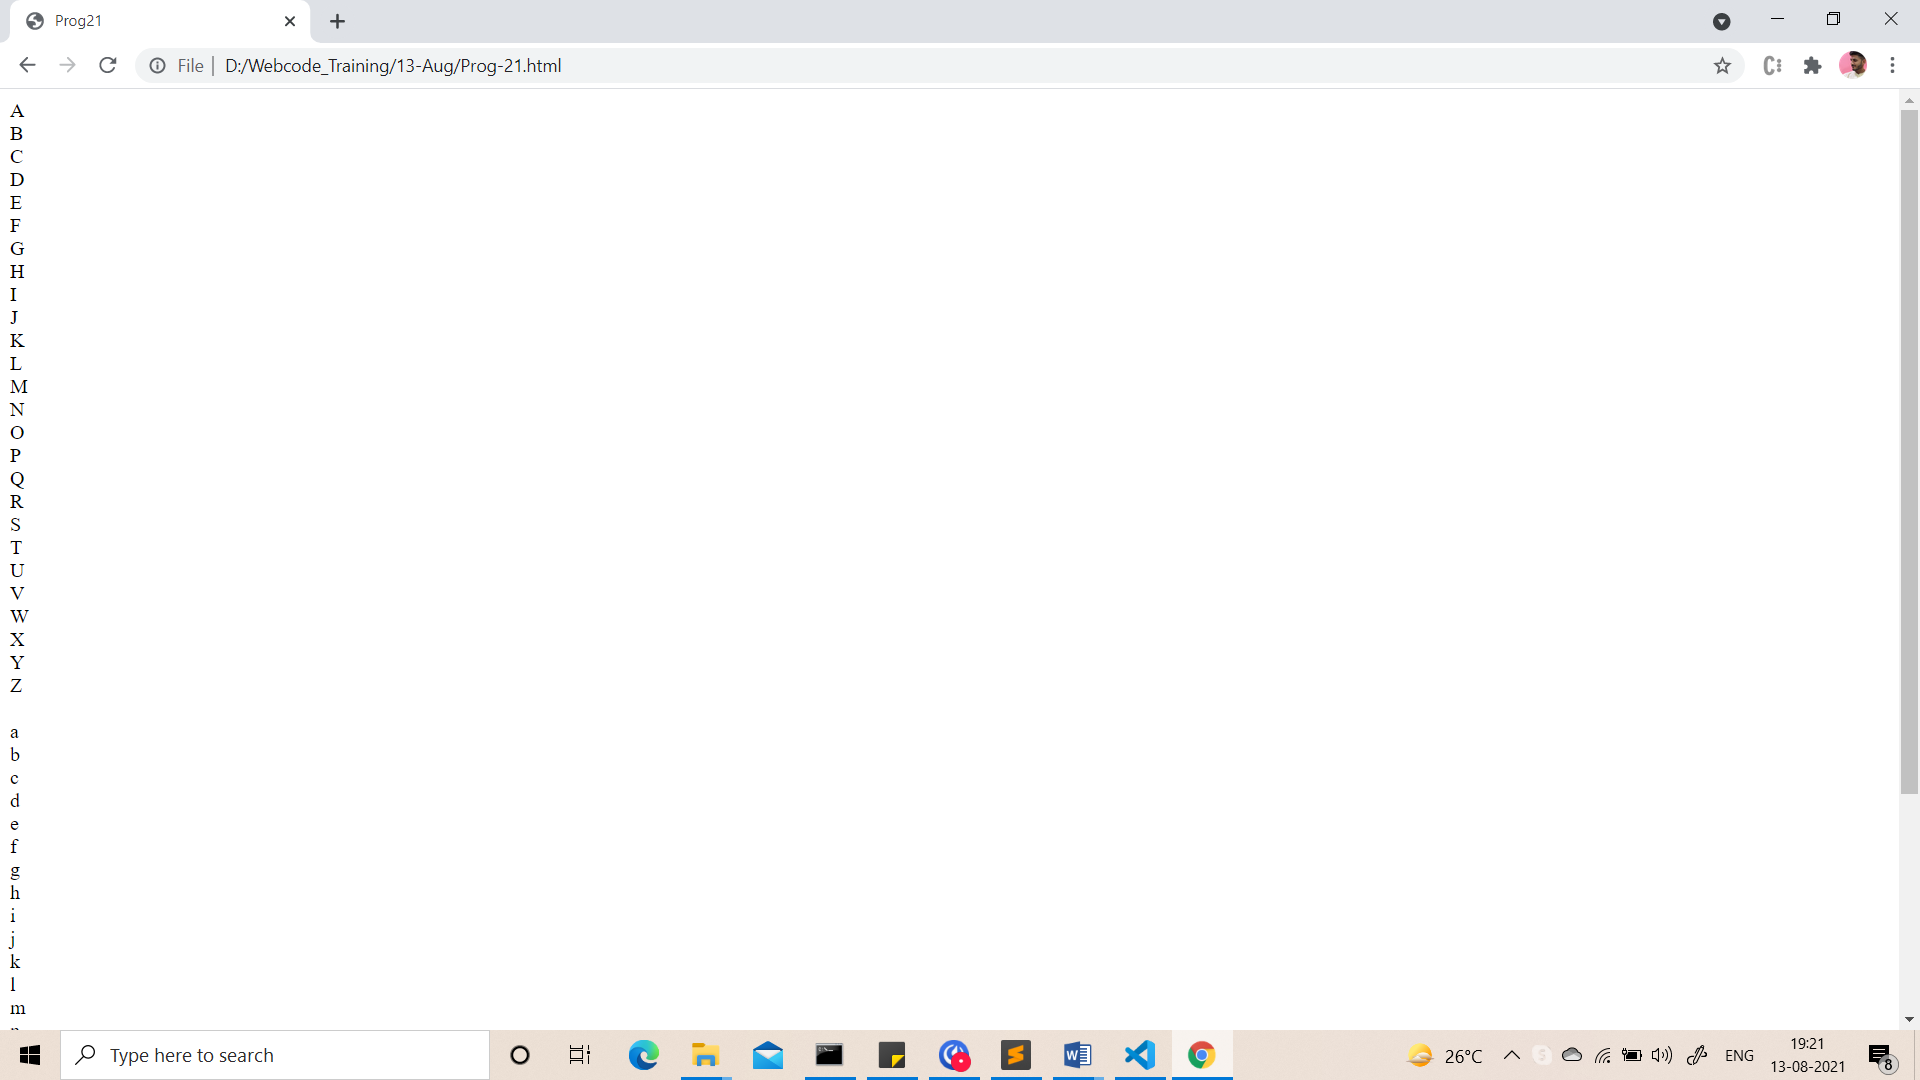 Prog21
File
D:/Webcode_Training/13-Aug/Prog-21.html
A
B
C
D
E
F
G
H
I
J
K
L
M
N
O
P
Q
R
S
T
U
V
W
X
Y
Z
a
b
c
d
e
f
g
h
i
j
k
l
m
Type here to search
26°C
ENG
19:21
13-08-2021
8